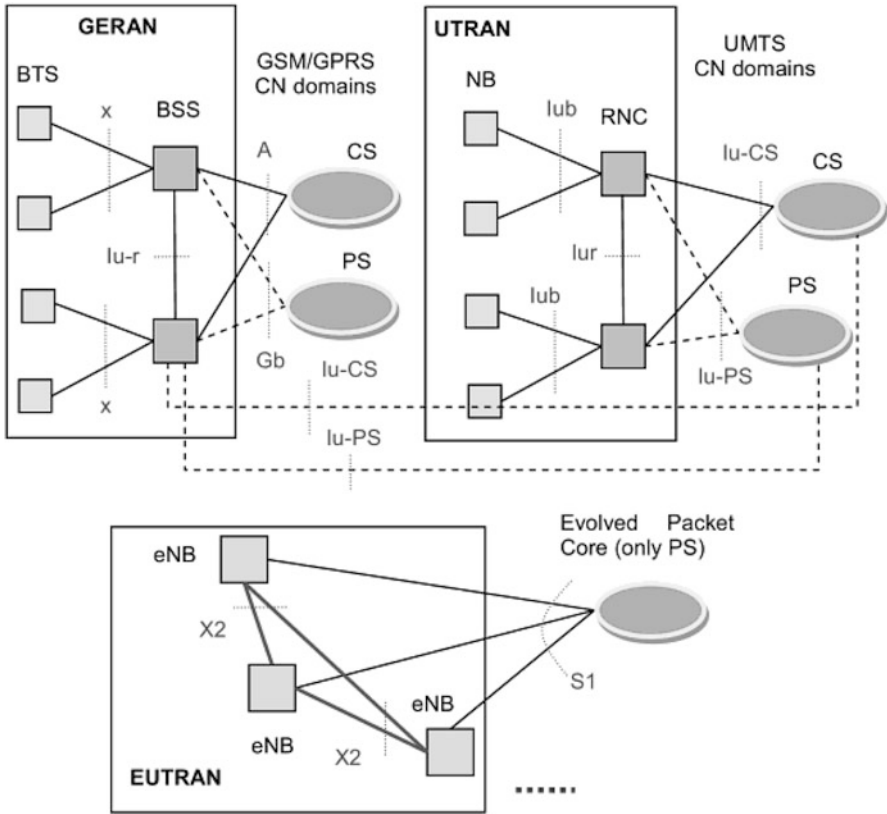 GERAN
BTS
x
BSS
Iu-r
x
GSM/GPRS
CN domains
A
CS
PS
Gb
Iu-CS
Iu-PS
UTRAN
NB
Iub
RNC
Iur
Iub
UMTS
CN domains
Iu-CS
CS
PS
Iu-PS
eNB
X2
eNB
eNB
X2
EUTRAN
Evolved Packet
Core (only PS)
S1